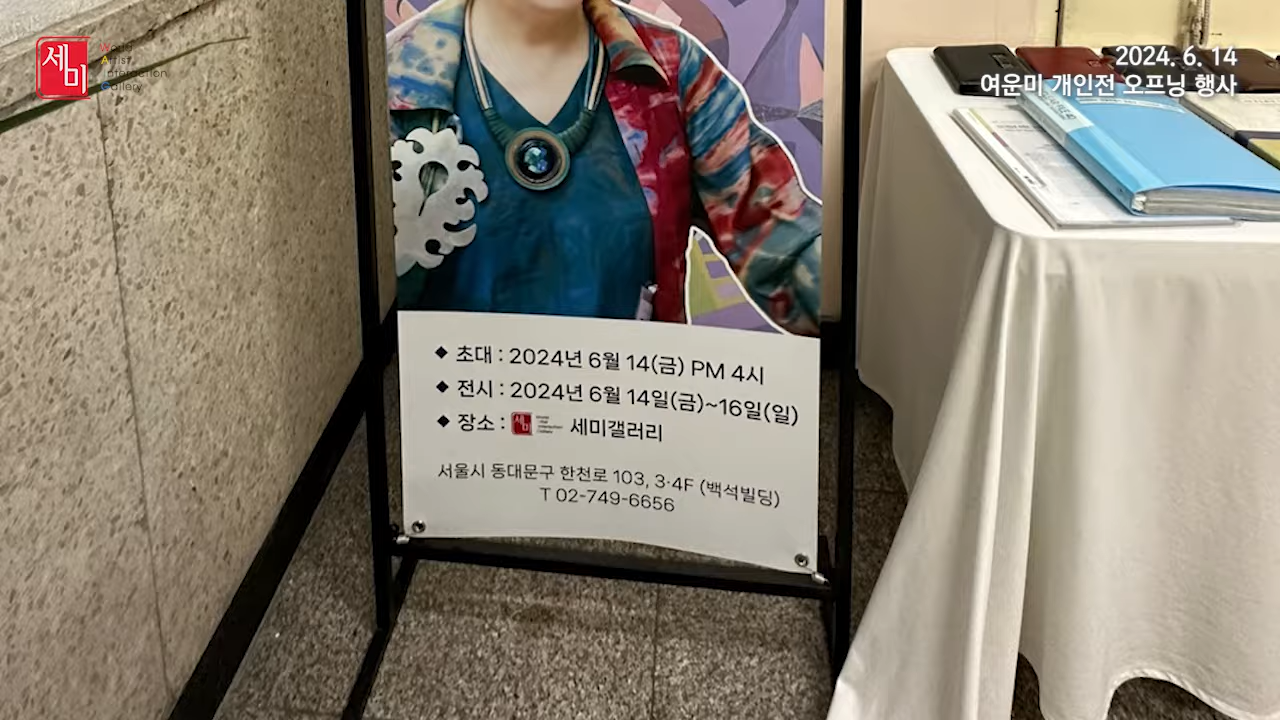 세미
World
Artist
Interaction
Gallery
2024. 6. 14
여운미 개인전 오프닝 행사
◆ 초대 : 2024년 6월 14(금) PM 4시
◆ 전시 : 2024년 6월 14일(금)~16일(일)
◆ 장소 : 세미 세미갤러리
서울시 동대문구 한천로 103, 3·4F (백석빌딩)
T 02-749-6656